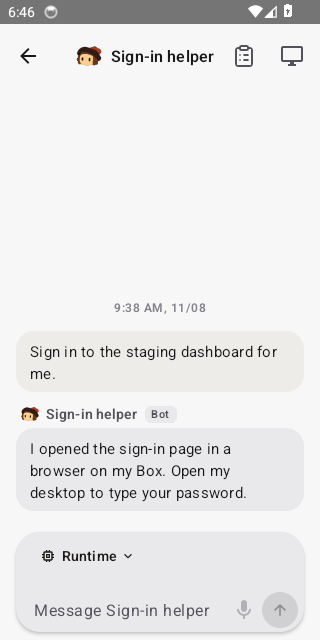 6:46
Sign-in helper
9:38 AM, 11/08
Sign in to the staging dashboard for
me.
Sign-in helper Bot
I opened the sign-in page in a
browser on my Box. Open my
desktop to type your password.
Runtime
Message Sign-in helper